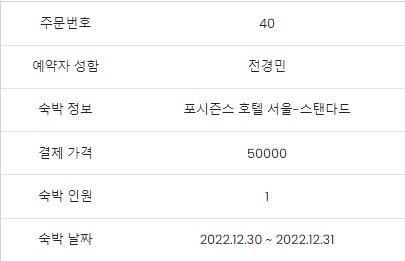 주문번호 40
예약자 성함 전경민
숙박 정보 포시즌스 호텔 서울-스탠다드
결제 가격 50000
숙박 인원 1
숙박 날짜 2022.12.30 ~ 2022.12.31